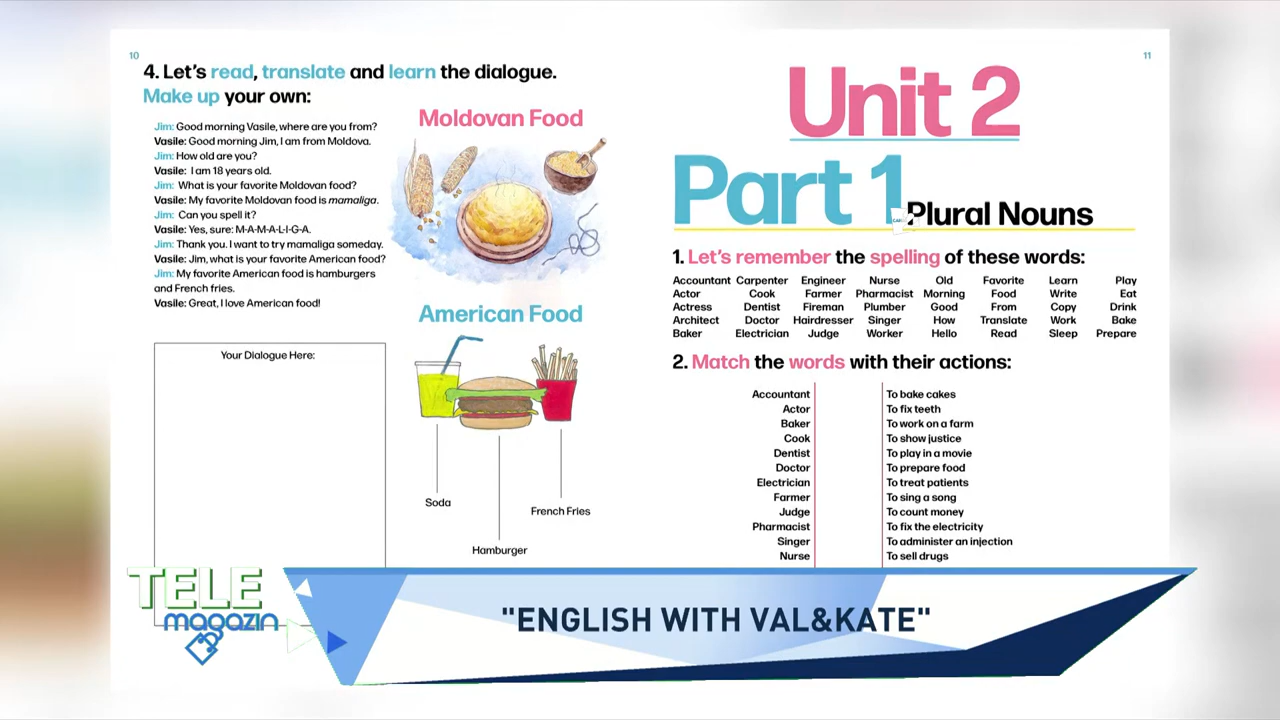 10
4. Let's read, translate and learn the dialogue.
Make up your own:
Jim: Good morning Vasile, where are you from?
Vasile: Good morning Jim, I am from Moldova.
Jim: How old are you?
Vasile: I am 18 years old.
Jim: What is your favorite Moldovan food?
Vasile: My favorite Moldovan food is mamaliga.
Jim: Can you spell it?
Vasile: Yes, sure: M-A-M-A-L-I-G-A.
Jim: Thank you. I want to try mamaliga someday.
Vasile: Jim, what is your favorite American food?
Jim: My favorite American food is hamburgers
and French fries.
Vasile: Great, I love American food!
Your Dialogue Here:
Moldovan Food
American Food
Soda
French Fries
Hamburger
11
Unit 2
Part 1
Plural Nouns
1. Let's remember the spelling of these words:
Accountant Carpenter Engineer Nurse Old Favorite Learn Play
Actor Cook Farmer Pharmacist Morning Food Write Eat
Actress Dentist Fireman Plumber Good From Copy Drink
Architect Doctor Hairdresser Singer How Translate Work Bake
Baker Electrician Judge Worker Hello Read Sleep Prepare
2. Match the words with their actions:
Accountant To bake cakes
Actor To fix teeth
Baker To work on a farm
Cook To show justice
Dentist To play in a movie
Doctor To prepare food
Electrician To treat patients
Farmer To sing a song
Judge To count money
Pharmacist To fix the electricity
Singer To administer an injection
Nurse To sell drugs
TELE
magazin
"ENGLISH WITH VAL&KATE"